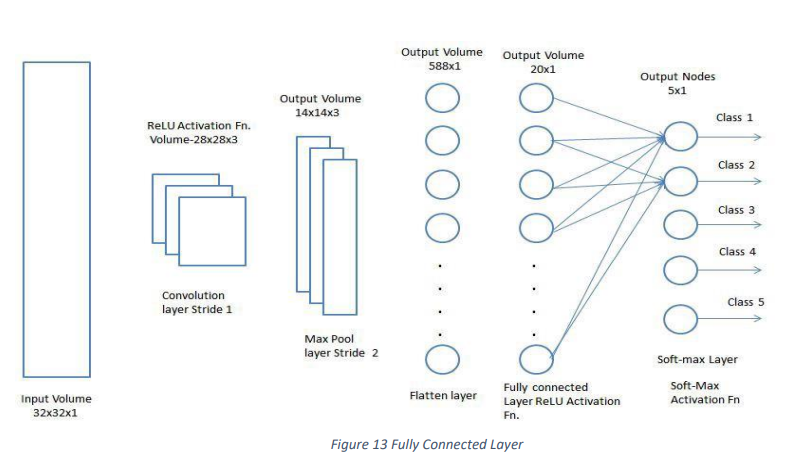 Input Volume
32x32x1
ReLU Activation Fn.
Volume-28x28x3
Convolution
layer Stride 1
Output Volume
14x14x3
Max Pool
layer Stride 2
Output Volume
588x1
Flatten layer
Output Volume
20x1
Fully connected
Layer ReLU Activation
Fn.
Output Nodes
5x1
Class 1
Class 2
Class 3
Class 4
Class 5
Soft-max Layer
Soft-Max
Activation Fn
Figure 13 Fully Connected Layer